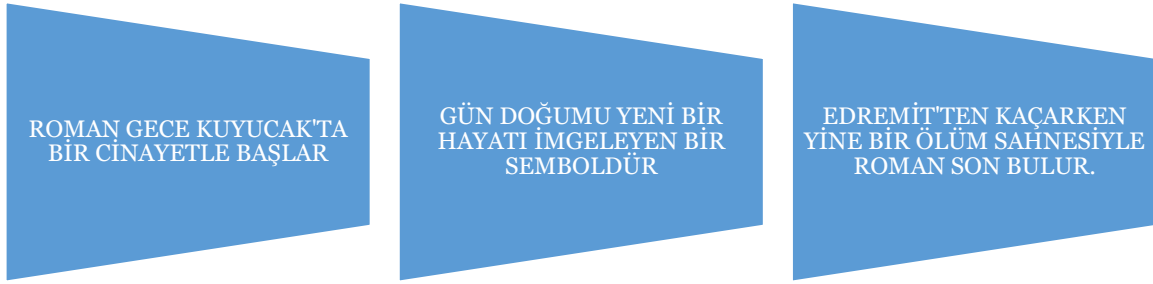 ROMAN GECE KUYUCAK'TA
BİR CİNAYETLE BAŞLAR
GÜN DOĞUMU YENİ BİR
HAYATI İMGELEYEN BİR
SEMBOLDÜR
EDREMİT'TEN KAÇARKEN
YİNE BİR ÖLÜM SAHNESİYLE
ROMAN SON BULUR.